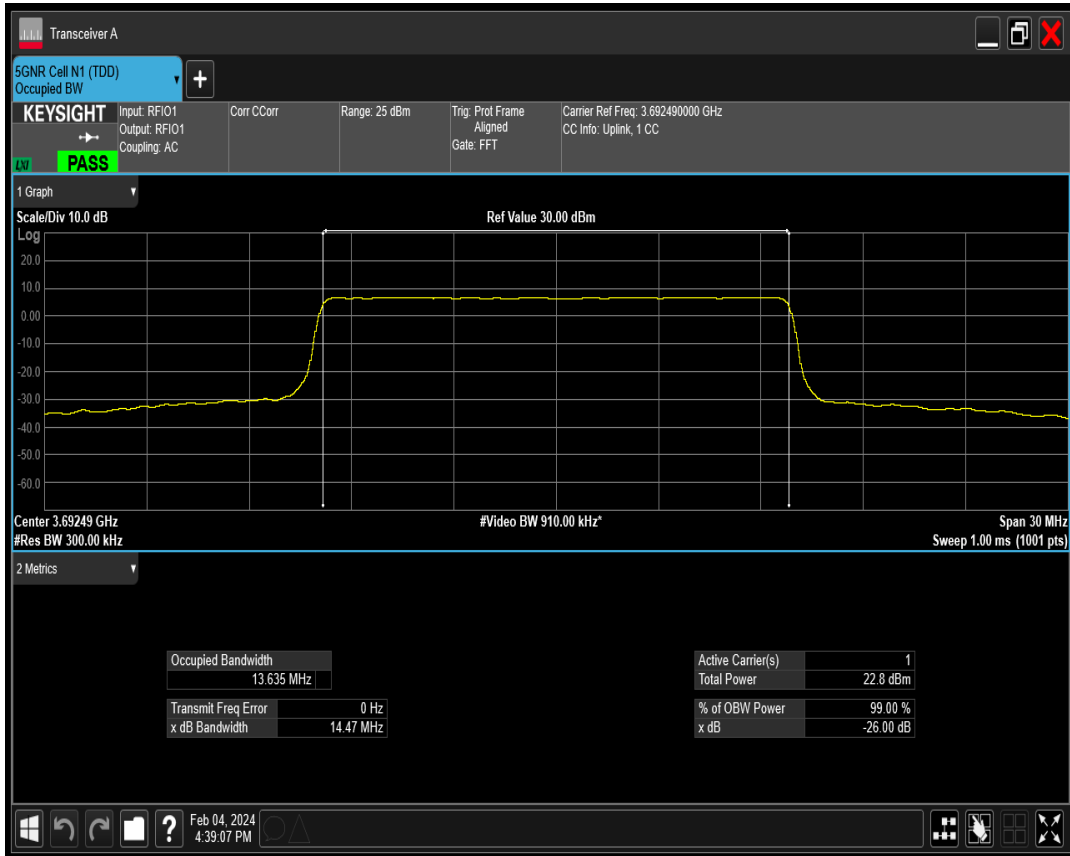 Transceiver A
5GNR Cell N1 (TDD)
Occupied BW
+
KEYSIGHT
LXI
PASS
Input: RFIO1
Output: RFIO1
Coupling: AC
Corr CCorr
Range: 25 dBm
Trig: Prot Frame
Aligned
Gate: FFT
Carrier Ref Freq: 3.692490000 GHz
CC Info: Uplink, 1 CC
1 Graph
Scale/Div 10.0 dB
Ref Value 30.00 dBm
Log
20.0
10.0
0.00
-10.0
-20.0
-30.0
-40.0
-50.0
-60.0
Center 3.69249 GHz
#Video BW 910.00 kHz*
Span 30 MHz
#Res BW 300.00 kHz
Sweep 1.00 ms (1001 pts)
2 Metrics
Occupied Bandwidth
13.635 MHz
Transmit Freq Error 0 Hz
x dB Bandwidth 14.47 MHz
Active Carrier(s) 1
Total Power 22.8 dBm
% of OBW Power 99.00 %
x dB -26.00 dB
?
Feb 04, 2024
4:39:07 PM